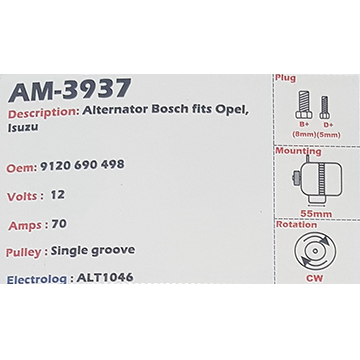 AM-3937
Description: Alternator Bosch fits Opel,
Isuzu
Oem: 9120 690 498
Volts : 12
Amps : 70
Pulley : Single groove
Electrolog : ALT1046
Plug
B+ D+
(8mm)(5mm)
Mounting
55mm
Rotation
CW